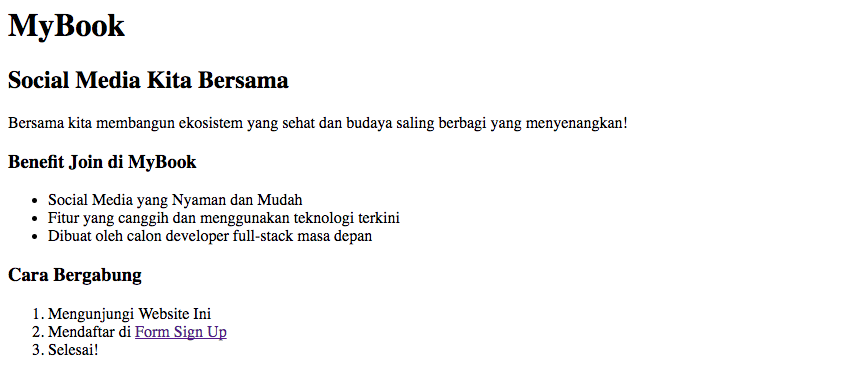 MyBook
Social Media Kita Bersama
Bersama kita membangun ekosistem yang sehat dan budaya saling berbagi yang menyenangkan!
Benefit Join di MyBook
• Social Media yang Nyaman dan Mudah
• Fitur yang canggih dan menggunakan teknologi terkini
• Dibuat oleh calon developer full-stack masa depan
Cara Bergabung
1. Mengunjungi Website Ini
2. Mendaftar di Form Sign Up
3. Selesai!